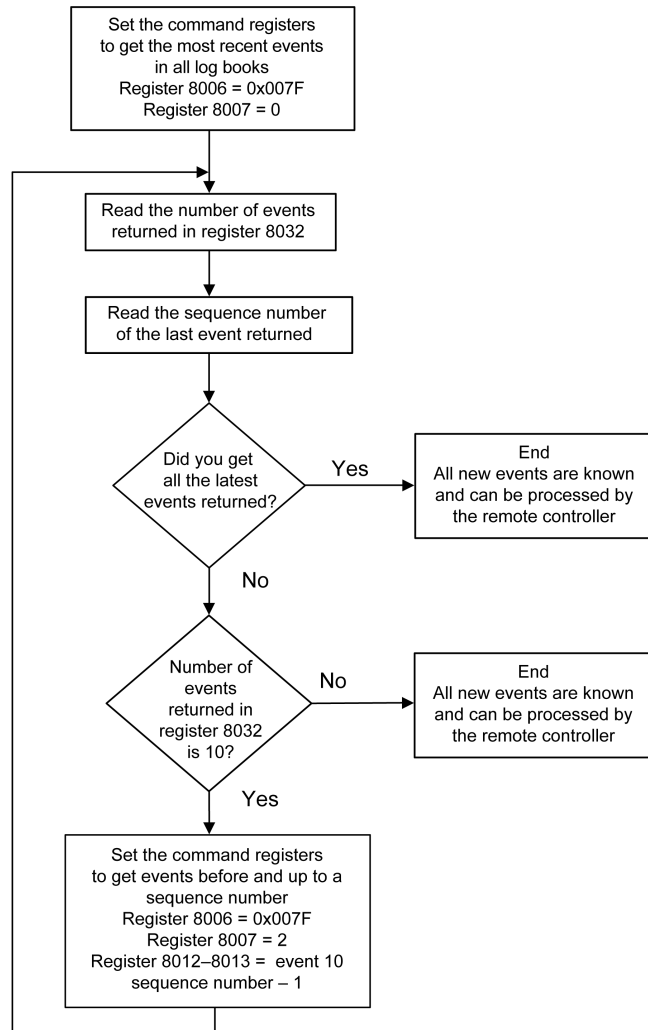 Set the command registers
to get the most recent events
in all log books
Register 8006 = 0x007F
Register 8007 = 0
Read the number of events
returned in register 8032
Read the sequence number
of the last event returned
Did you get
all the latest
events returned?
Yes
End
All new events are known
and can be processed by
the remote controller
No
Number of
events
returned in
register 8032
is 10?
No
End
All new events are known
and can be processed by
the remote controller
Yes
Set the command registers
to get events before and up to a
sequence number
Register 8006 = 0x007F
Register 8007 = 2
Register 8012–8013 = event 10
sequence number – 1